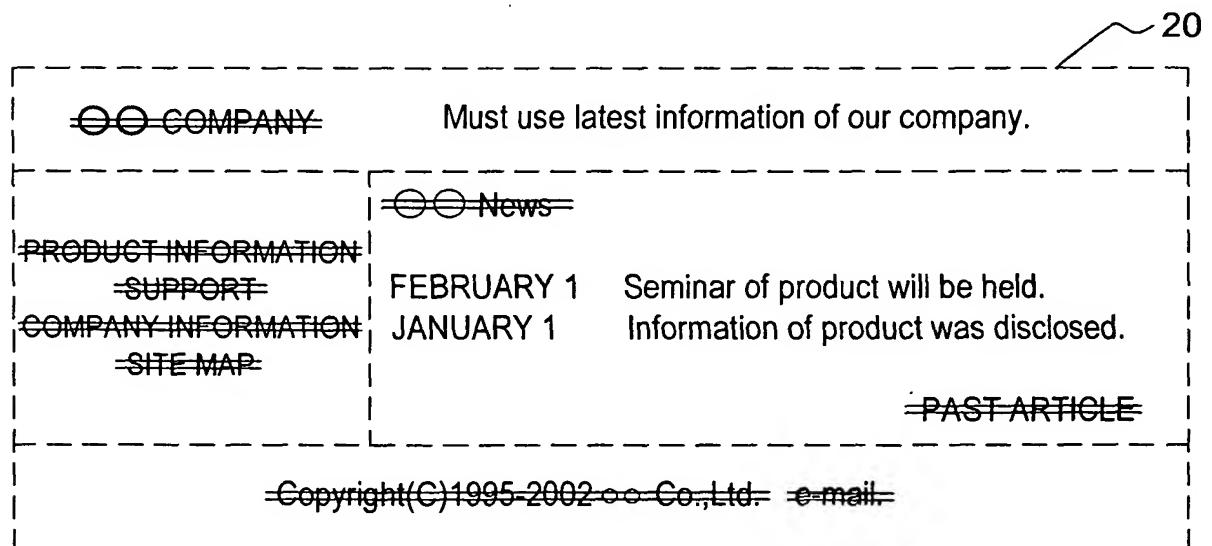 20
○○ COMPANY Must use latest information of our company.
○○ News
PRODUCT INFORMATION
SUPPORT
COMPANY INFORMATION
SITE MAP
FEBRUARY 1 Seminar of product will be held.
JANUARY 1 Information of product was disclosed.
PAST ARTICLE
Copyright(C)1995-2002 ○○ Co.,Ltd. e-mail.